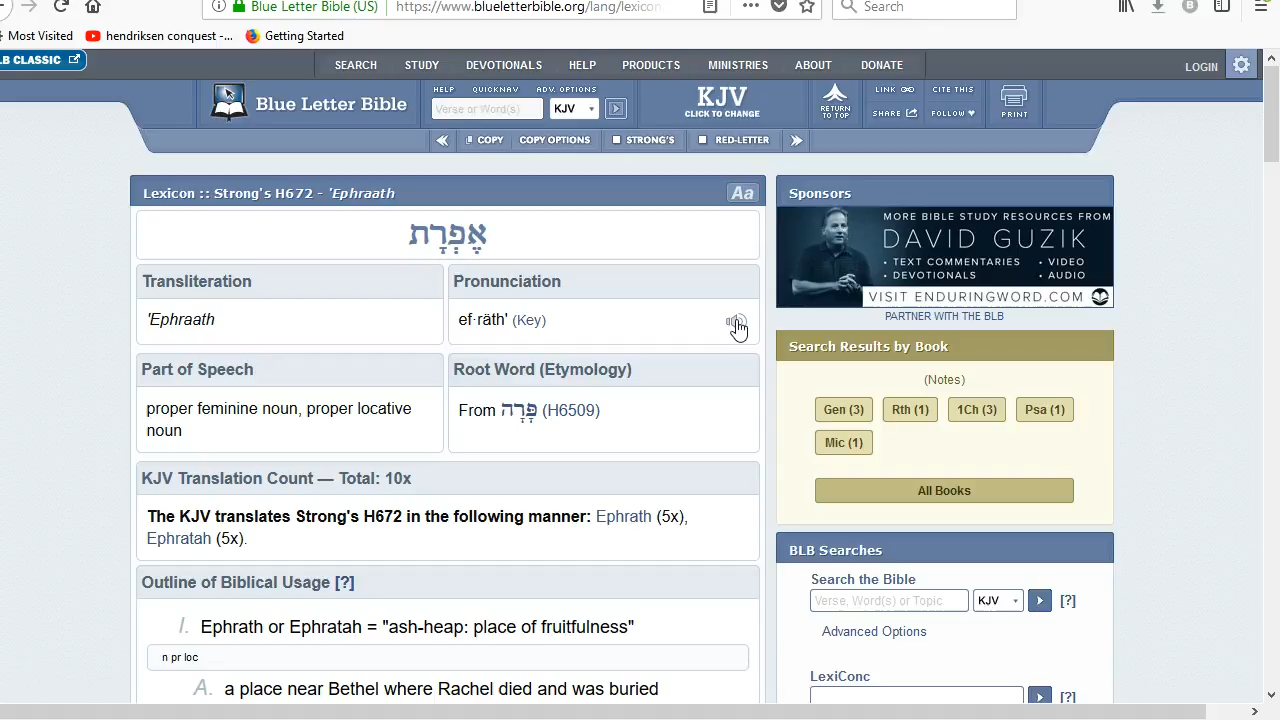 Blue Letter Bible (US) https://www.blueletterbible.org/lang/lexicon Search
Most Visited hendriksen conquest -... Getting Started
LB CLASSIC
SEARCH STUDY DEVOTIONALS HELP PRODUCTS MINISTRIES ABOUT DONATE LOGIN
Blue Letter Bible
HELP QUICKNAV ADV. OPTIONS
Verse or Word(s) KJV
KJV
CLICK TO CHANGE
RETURN TO TOP
LINK CITE THIS
SHARE FOLLOW
PRINT
COPY COPY OPTIONS STRONG'S RED-LETTER
Lexicon :: Strong's H672 - 'Ephraath Aa
אֶפְרָת
Transliteration
'Ephraath
Pronunciation
ef·räth' (Key)
Part of Speech
proper feminine noun, proper locative
noun
Root Word (Etymology)
From פָּרָה (H6509)
KJV Translation Count — Total: 10x
The KJV translates Strong's H672 in the following manner: Ephrath (5x),
Ephratah (5x).
Outline of Biblical Usage [?]
I. Ephrath or Ephratah = "ash-heap: place of fruitfulness"
n pr loc
A. a place near Bethel where Rachel died and was buried
Sponsors
MORE BIBLE STUDY RESOURCES FROM
DAVID GUZIK
• TEXT COMMENTARIES • VIDEO
• DEVOTIONALS • AUDIO
VISIT ENDURINGWORD.COM
PARTNER WITH THE BLB
Search Results by Book
(Notes)
Gen (3) Rth (1) 1Ch (3) Psa (1)
Mic (1)
All Books
BLB Searches
Search the Bible
Verse, Word(s) or Topic KJV [?]
Advanced Options
LexiConc
[?]